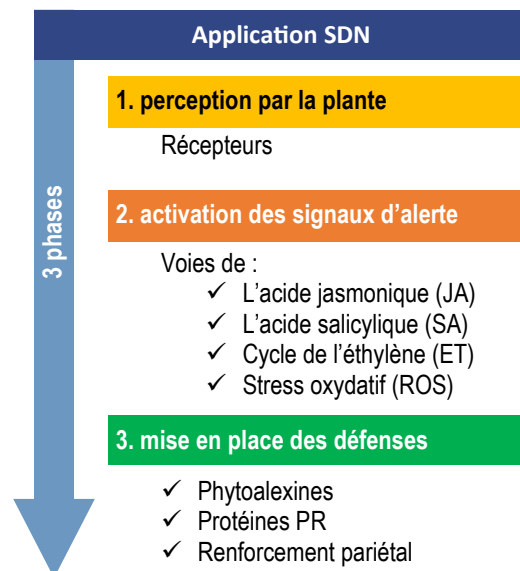 Application SDN
3 phases
1. perception par la plante
Récepteurs
2. activation des signaux d'alerte
Voies de :
✓ L'acide jasmonique (JA)
✓ L'acide salicylique (SA)
✓ Cycle de l'éthylène (ET)
✓ Stress oxydatif (ROS)
3. mise en place des défenses
✓ Phytoalexines
✓ Protéines PR
✓ Renforcement pariétal